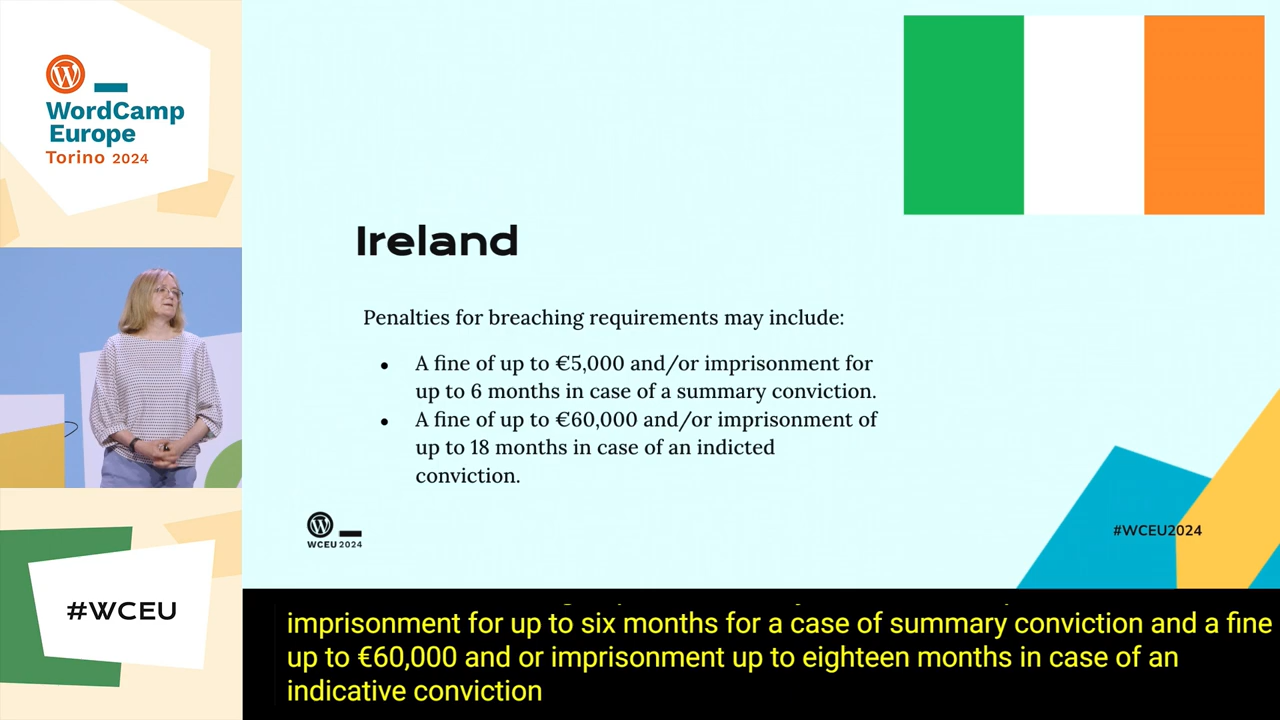 WordCamp
Europe
Torino 2024
#WCEU
Ireland
Penalties for breaching requirements may include:
• A fine of up to €5,000 and/or imprisonment for
up to 6 months in case of a summary conviction.
• A fine of up to €60,000 and/or imprisonment of
up to 18 months in case of an indicted
conviction.
WCEU 2024
#WCEU2024
imprisonment for up to six months for a case of summary conviction and a fine
up to €60,000 and or imprisonment up to eighteen months in case of an
indicative conviction